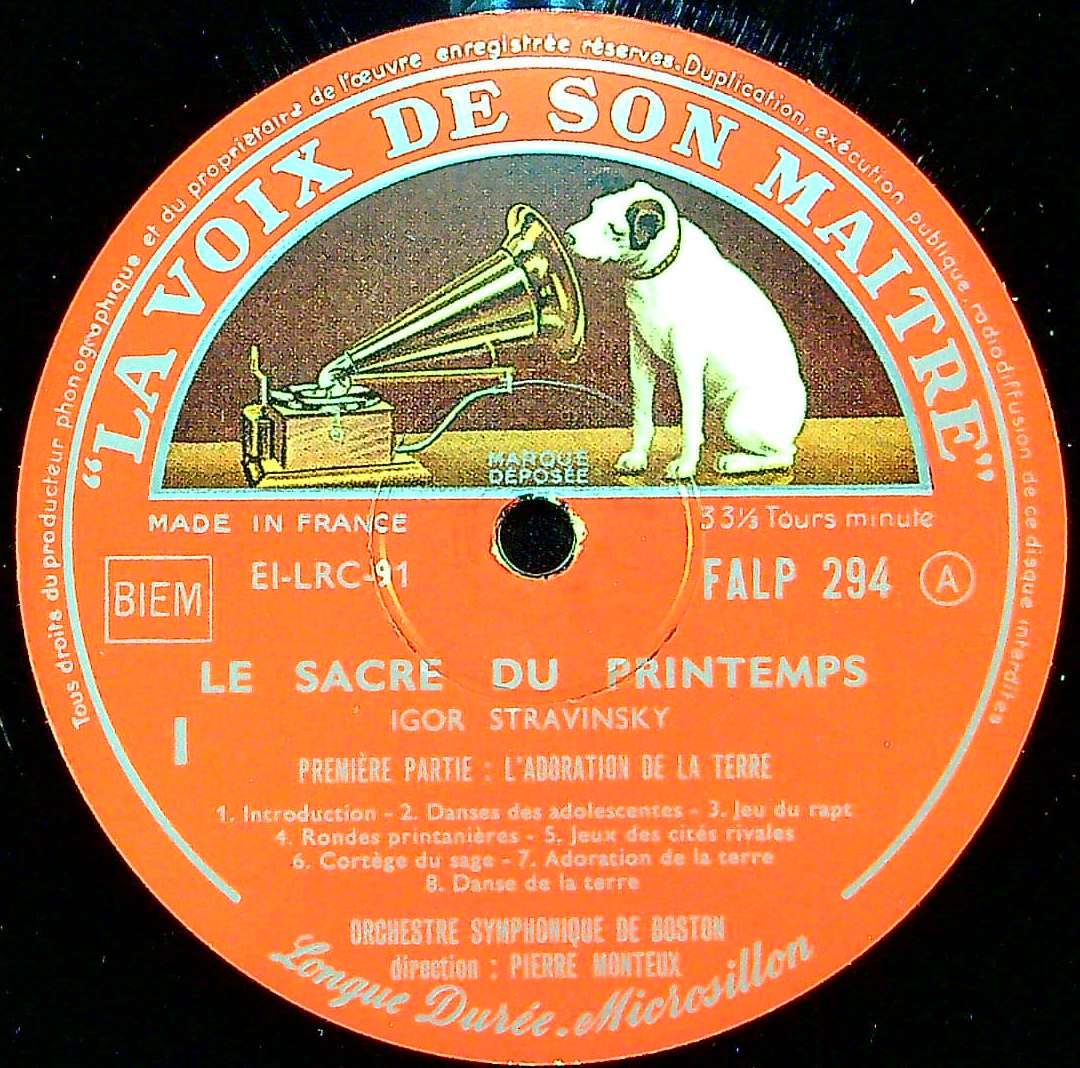 Tous droits du producteur phonographique et du propriétaire de l'œuvre enregistrée réservés. Duplication, exécution publique, radiodiffusion de ce disque interdites
"LA VOIX DE SON MAITRE"
MARQUE
DÉPOSÉE
MADE IN FRANCE
33⅓ Tours minute
BIEM
EI-LRC-91
FALP 294
A
LE SACRE DU PRINTEMPS
I
IGOR STRAVINSKY
PREMIÈRE PARTIE : L'ADORATION DE LA TERRE
1. Introduction - 2. Danses des adolescentes - 3. Jeu du rapt
4. Rondes printanières - 5. Jeux des cités rivales
6. Cortège du sage - 7. Adoration de la terre
8. Danse de la terre
ORCHESTRE SYMPHONIQUE DE BOSTON
direction : PIERRE MONTEUX
Longue Durée. Microsillon